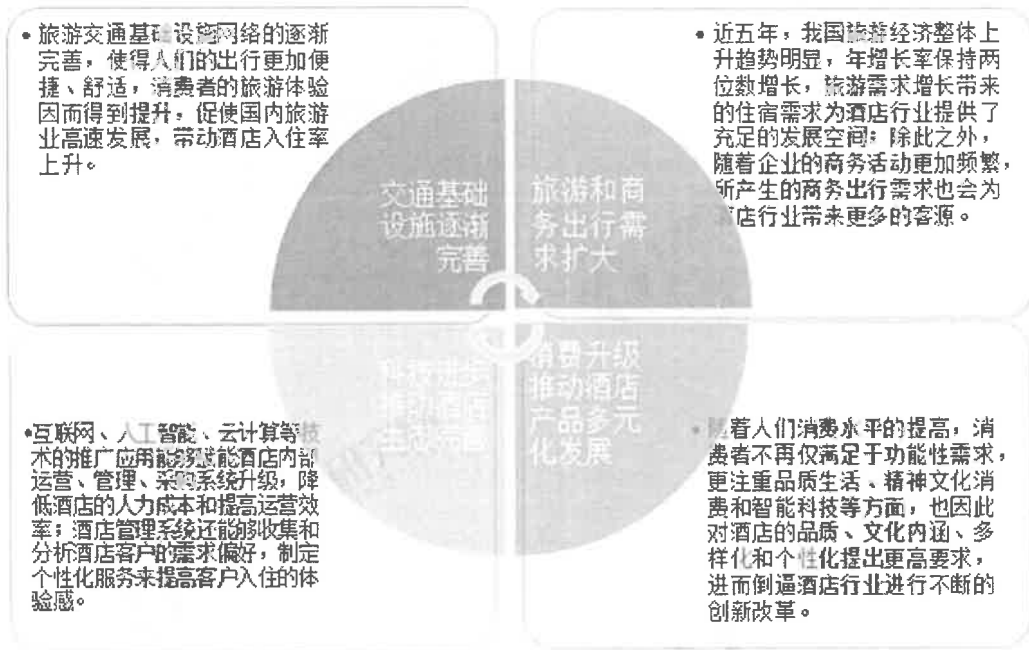 • 旅游交通基础设施网络的逐渐
完善，使得人们的出行更加便
捷、舒适，消费者的旅游体验
因而得到提升，促使国内旅游
业高速发展，带动酒店入住率
上升。
• 近五年，我国旅游经济整体上
升趋势明显，年增长率保持两
位数增长，旅游需求增长带来
的住宿需求为酒店行业提供了
充足的发展空间；除此之外，
随着企业的商务活动更加频繁，
所产生的商务出行需求也会为
酒店行业带来更多的客源。
交通基础
设施逐渐
完善
旅游和商
务出行需
求扩大
科技进步
推动酒店
消费升级
推动酒店
产品多元
化发展
•互联网、人工智能、云计算等技
术的推广应用能够赋能酒店内部
运营、管理、采购系统升级，降
低酒店的人力成本和提高运营效
率；酒店管理系统还能够收集和
分析酒店客户的需求偏好，制定
个性化服务来提高客户入住的体
验感。
• 随着人们消费水平的提高，消
费者不再仅满足于功能性需求，
更注重品质生活、精神文化消
费和智能科技等方面，也因此
对酒店的品质、文化内涵、多
样化和个性化提出更高要求，
进而倒逼酒店行业进行不断的
创新改革。